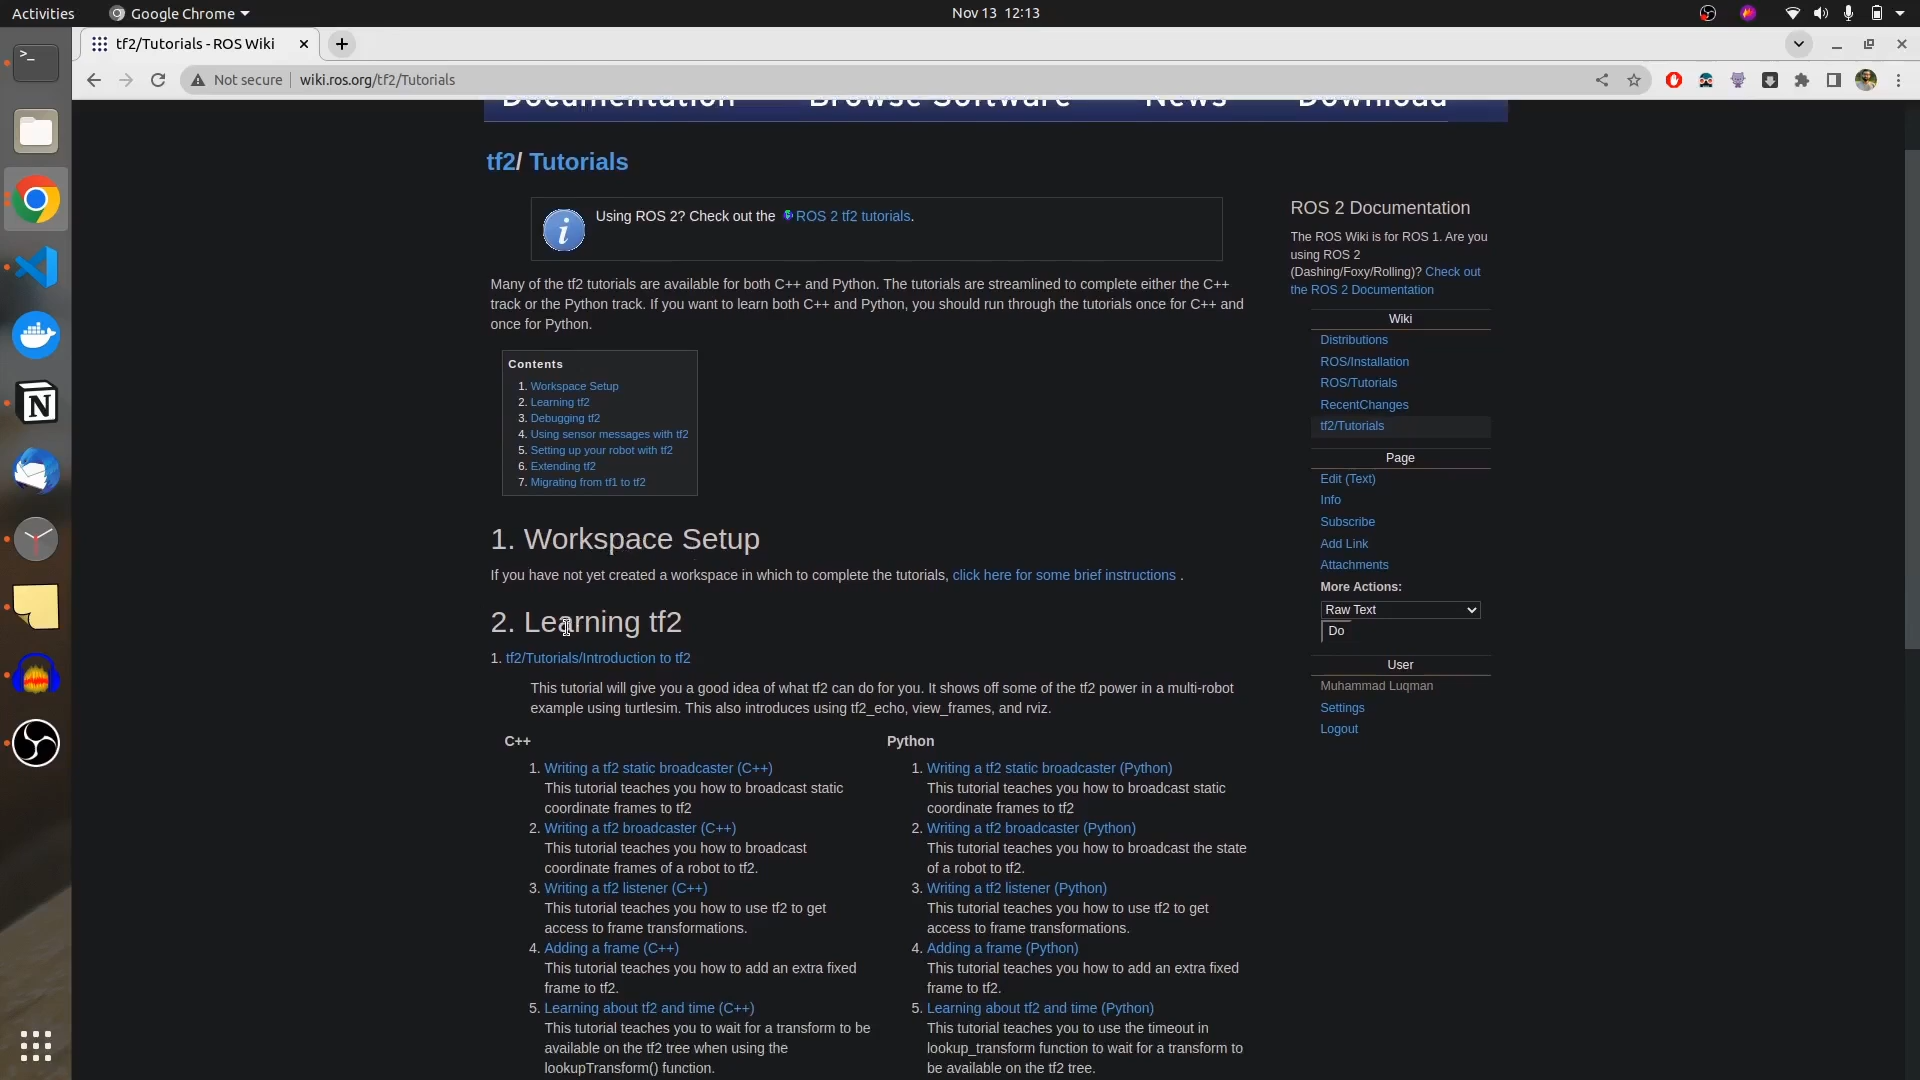 Activities
Google Chrome
Nov 13 12:13
tf2/Tutorials - ROS Wiki
Not secure
wiki.ros.org/tf2/Tutorials
Documentation
Browse Software
News
Download
tf2/ Tutorials
Using ROS 2? Check out the ROS 2 tf2 tutorials.
Many of the tf2 tutorials are available for both C++ and Python. The tutorials are streamlined to complete either the C++
track or the Python track. If you want to learn both C++ and Python, you should run through the tutorials once for C++ and
once for Python.
Contents
1. Workspace Setup
2. Learning tf2
3. Debugging tf2
4. Using sensor messages with tf2
5. Setting up your robot with tf2
6. Extending tf2
7. Migrating from tf1 to tf2
1. Workspace Setup
If you have not yet created a workspace in which to complete the tutorials, click here for some brief instructions .
2. Learning tf2
1. tf2/Tutorials/Introduction to tf2
This tutorial will give you a good idea of what tf2 can do for you. It shows off some of the tf2 power in a multi-robot
example using turtlesim. This also introduces using tf2_echo, view_frames, and rviz.
C++
1. Writing a tf2 static broadcaster (C++)
This tutorial teaches you how to broadcast static
coordinate frames to tf2
2. Writing a tf2 broadcaster (C++)
This tutorial teaches you how to broadcast
coordinate frames of a robot to tf2.
3. Writing a tf2 listener (C++)
This tutorial teaches you how to use tf2 to get
access to frame transformations.
4. Adding a frame (C++)
This tutorial teaches you how to add an extra fixed
frame to tf2.
5. Learning about tf2 and time (C++)
This tutorial teaches you to wait for a transform to be
available on the tf2 tree when using the
lookupTransform() function.
Python
1. Writing a tf2 static broadcaster (Python)
This tutorial teaches you how to broadcast static
coordinate frames to tf2
2. Writing a tf2 broadcaster (Python)
This tutorial teaches you how to broadcast the state
of a robot to tf2.
3. Writing a tf2 listener (Python)
This tutorial teaches you how to use tf2 to get
access to frame transformations.
4. Adding a frame (Python)
This tutorial teaches you how to add an extra fixed
frame to tf2.
5. Learning about tf2 and time (Python)
This tutorial teaches you to use the timeout in
lookup_transform function to wait for a transform to
be available on the tf2 tree.
ROS 2 Documentation
The ROS Wiki is for ROS 1. Are you
using ROS 2
(Dashing/Foxy/Rolling)? Check out
the ROS 2 Documentation
Wiki
Distributions
ROS/Installation
ROS/Tutorials
RecentChanges
tf2/Tutorials
Page
Edit (Text)
Info
Subscribe
Add Link
Attachments
More Actions:
Raw Text
Do
User
Muhammad Luqman
Settings
Logout